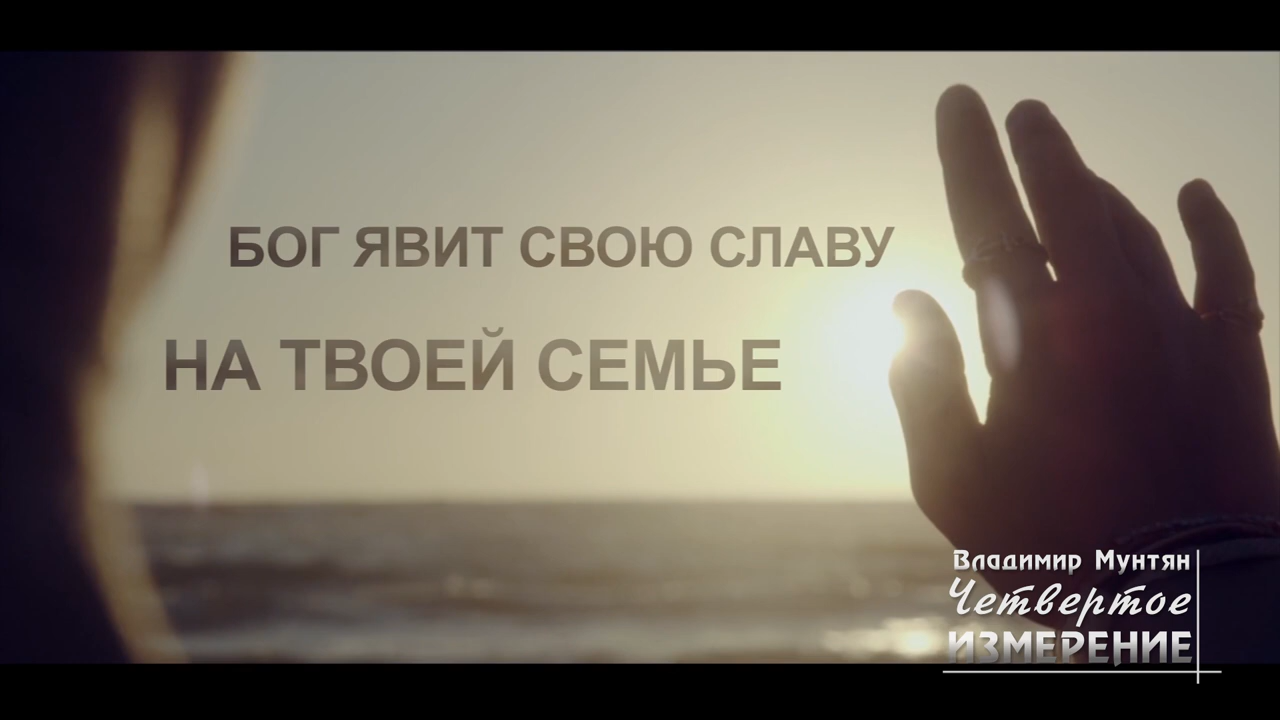 БОГ ЯВИТ СВОЮ СЛАВУ
НА ТВОЕЙ СЕМЬЕ
Владимир Мунтян
Четвертое
ИЗМЕРЕНИЕ